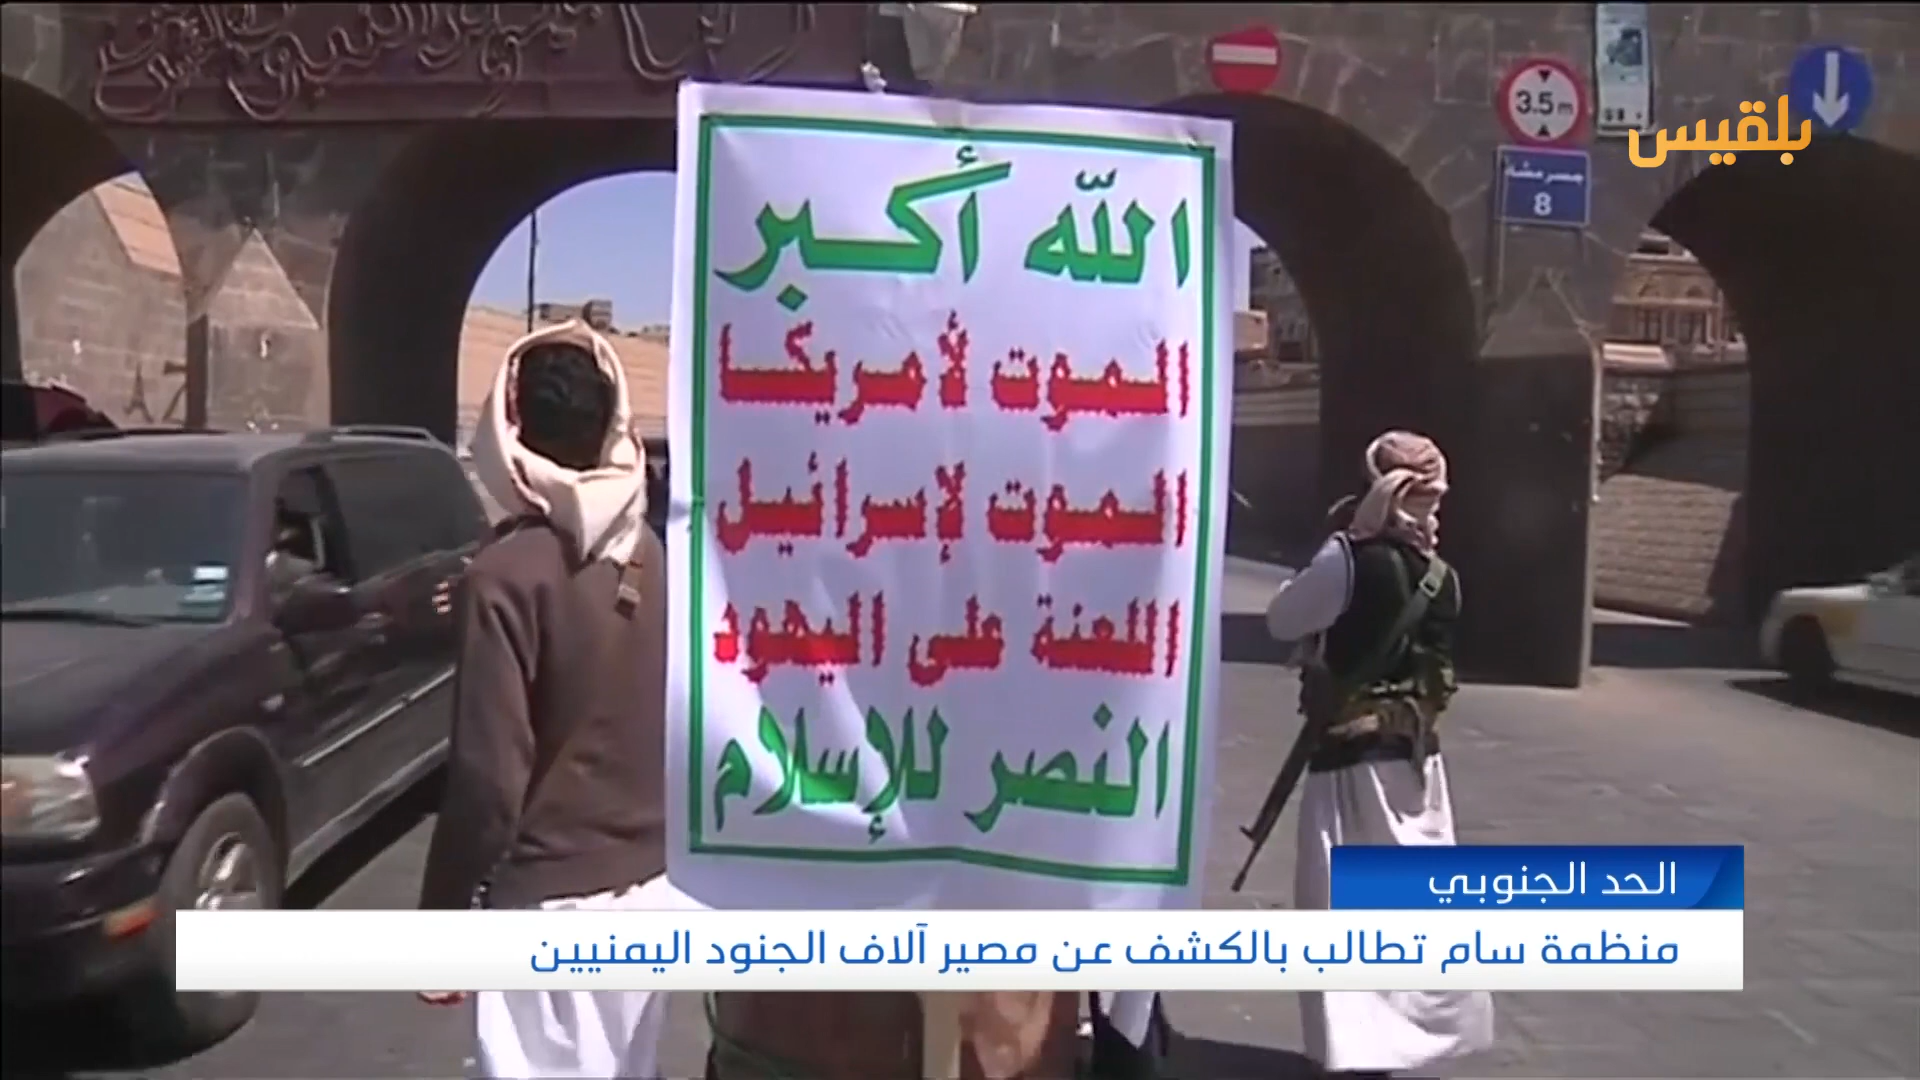 3.5m
بلقيس
8
الله أكبر
الموت لأمريكا
الموت لإسرائيل
اللعنة على اليهود
النصر للإسلام
الحد الجنوبي
منظمة سام تطالب بالكشف عن مصير آلاف الجنود اليمنيين